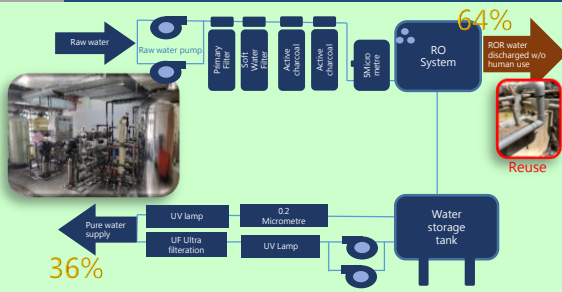 64%
Raw water
Raw water pump
Primary
Filter
Soft
Water
Filter
Active
charcoal
Active
charcoal
5Micro
metre
RO
System
ROR water
discharged w/o
human use
Reuse
Pure water
supply
UV lamp
0.2
Micrometre
UF Ultra
filteration
UV Lamp
Water
storage
tank
36%